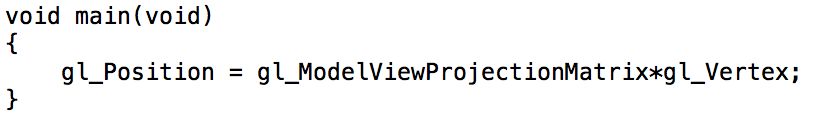 void main(void)
{
    gl_Position = gl_ModelViewProjectionMatrix*gl_Vertex;
}